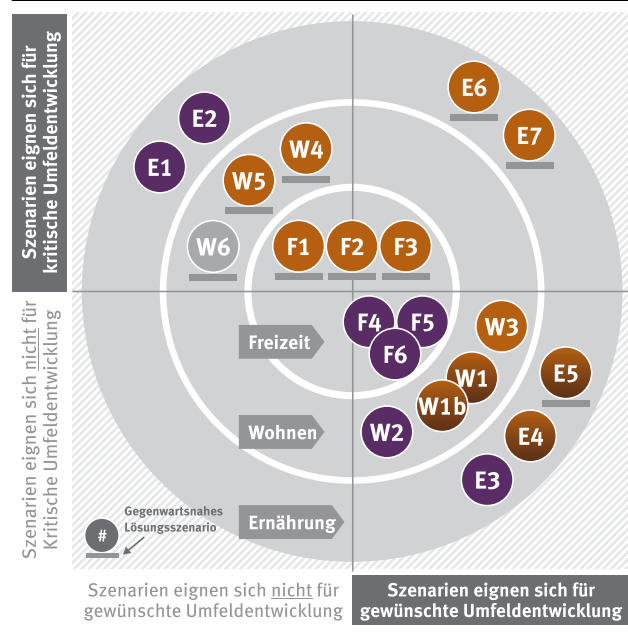 Szenarien eignen sich für
kritische Umfeldentwicklung
Szenarien eignen sich nicht für
Kritische Umfeldentwicklung
E6
E2
E7
W4
E1
W5
W6
F1
F2
F3
F4
F5
W3
Freizeit
F6
E5
W1
W1b
Wohnen
W2
E4
E3
Gegenwartsnahes
Lösungsszenario
#
Ernährung
Szenarien eignen sich nicht für
gewünschte Umfeldentwicklung
Szenarien eignen sich für
gewünschte Umfeldentwicklung